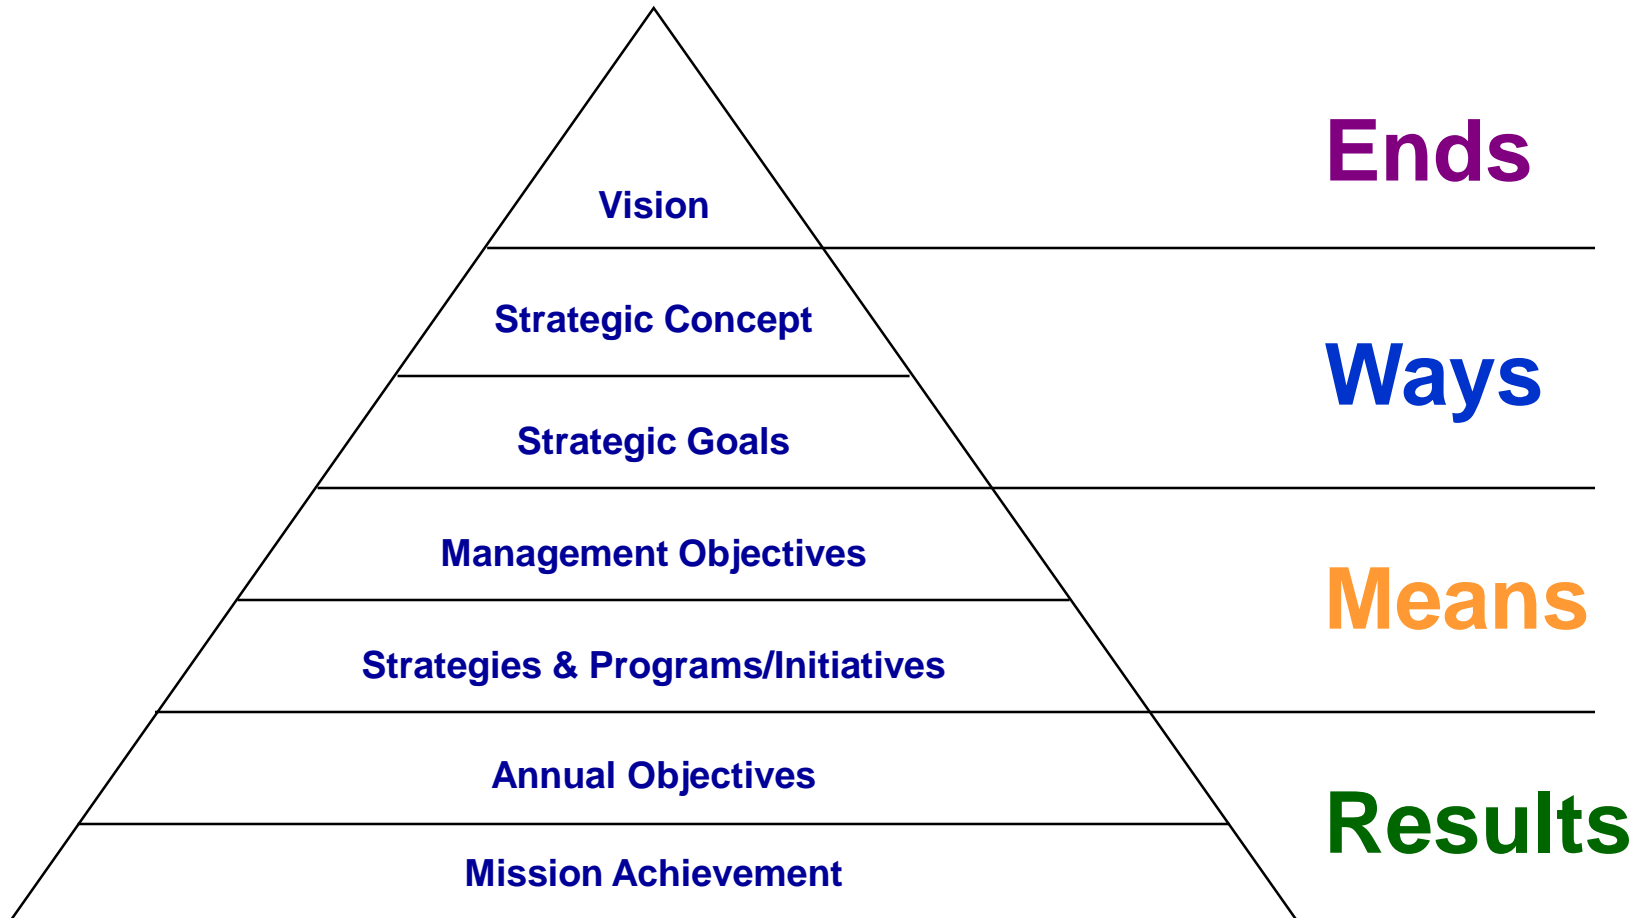 Ends
Vision
Strategic Concept
Ways
Strategic Goals
Management Objectives
Means
Strategies & Programs/Initiatives
Annual Objectives
Results
Mission Achievement